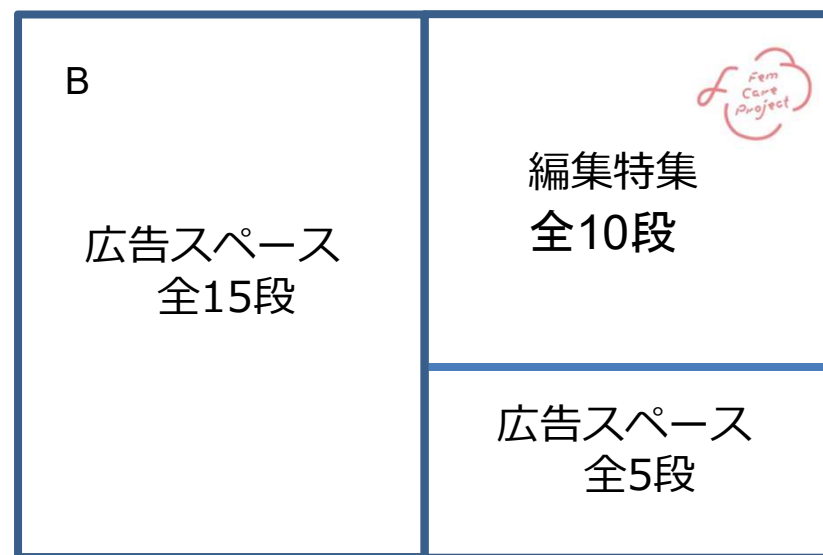 B
広告スペース
全15段
Fem
Care
Project
編集特集
全10段
広告スペース
全5段